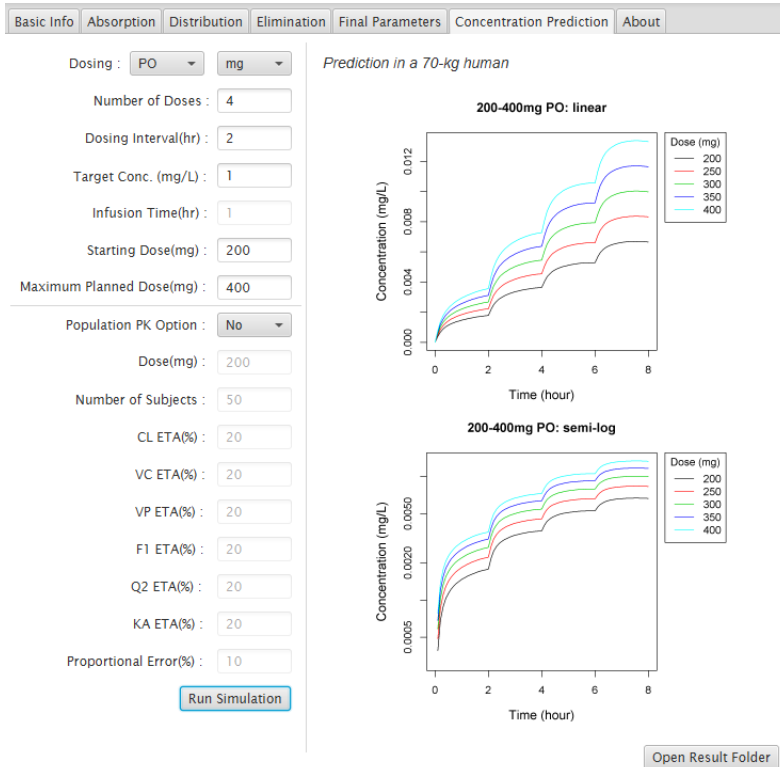 Basic Info Absorption Distribution Elimination Final Parameters Concentration Prediction About
Dosing : PO mg
Number of Doses : 4
Dosing Interval(hr) : 2
Target Conc. (mg/L) : 1
Infusion Time(hr) : 1
Starting Dose(mg) : 200
Maximum Planned Dose(mg) : 400
Population PK Option : No
Dose(mg) : 200
Number of Subjects : 50
CL ETA(%) : 20
VC ETA(%) : 20
VP ETA(%) : 20
F1 ETA(%) : 20
Q2 ETA(%) : 20
KA ETA(%) : 20
Proportional Error(%) : 10
Run Simulation
Prediction in a 70-kg human
200-400mg PO: linear
Concentration (mg/L)
0.012
0.008
0.004
0.000
0 2 4 6 8
Time (hour)
Dose (mg)
200
250
300
350
400
200-400mg PO: semi-log
Concentration (mg/L)
0.0050
0.0020
0.0005
0 2 4 6 8
Time (hour)
Dose (mg)
200
250
300
350
400
Open Result Folder